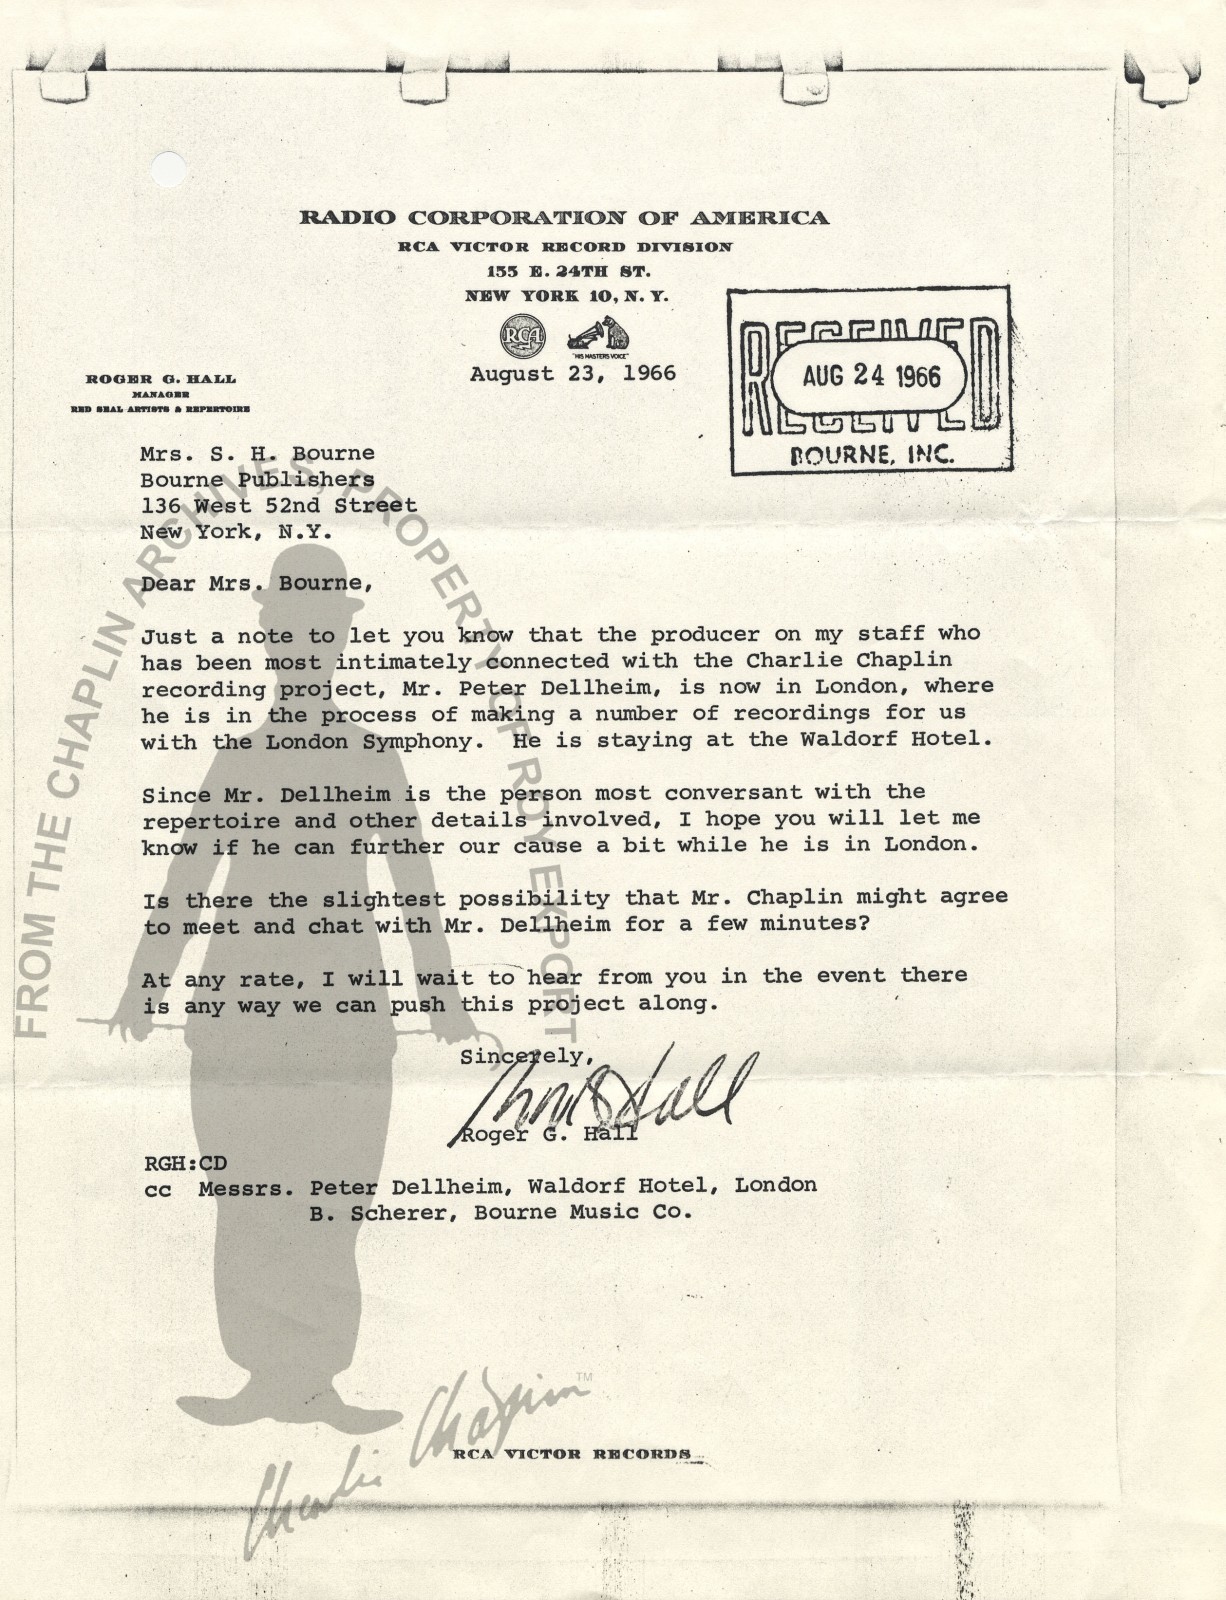 RADIO CORPORATION OF AMERICA
RCA VICTOR RECORD DIVISION
155 E. 24TH ST.
NEW YORK 10, N. Y.
RCA
"HIS MASTERS VOICE"
August 23, 1966
RECEIVED
AUG 24 1966
BOURNE, INC.
ROGER G. HALL
MANAGER
RED SEAL ARTISTS & REPERTOIRE
Mrs. S. H. Bourne
Bourne Publishers
136 West 52nd Street
New York, N.Y.
Dear Mrs. Bourne,
Just a note to let you know that the producer on my staff who
has been most intimately connected with the Charlie Chaplin
recording project, Mr. Peter Dellheim, is now in London, where
he is in the process of making a number of recordings for us
with the London Symphony. He is staying at the Waldorf Hotel.
Since Mr. Dellheim is the person most conversant with the
repertoire and other details involved, I hope you will let me
know if he can further our cause a bit while he is in London.
Is there the slightest possibility that Mr. Chaplin might agree
to meet and chat with Mr. Dellheim for a few minutes?
At any rate, I will wait to hear from you in the event there
is any way we can push this project along.
Sincerely,
Hall
Roger G. Hall
RGH:CD
cc Messrs. Peter Dellheim, Waldorf Hotel, London
B. Scherer, Bourne Music Co.
RCA VICTOR RECORDS
FROM THE CHAPLIN ARCHIVES, PROPERTY OF ROY EXPORT
Charlie Chaplin TM